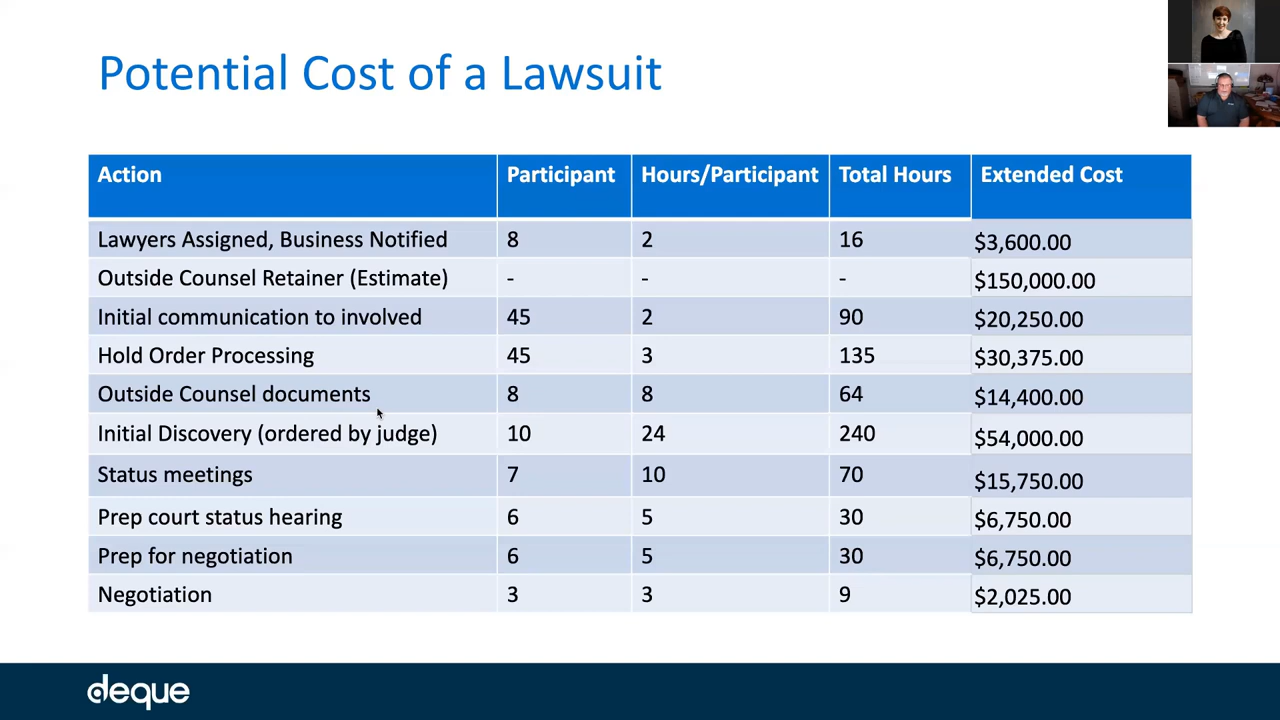 Potential Cost of a Lawsuit
Action Participant Hours/Participant Total Hours Extended Cost
Lawyers Assigned, Business Notified 8 2 16 $3,600.00
Outside Counsel Retainer (Estimate) - - - $150,000.00
Initial communication to involved 45 2 90 $20,250.00
Hold Order Processing 45 3 135 $30,375.00
Outside Counsel documents 8 8 64 $14,400.00
Initial Discovery (ordered by judge) 10 24 240 $54,000.00
Status meetings 7 10 70 $15,750.00
Prep court status hearing 6 5 30 $6,750.00
Prep for negotiation 6 5 30 $6,750.00
Negotiation 3 3 9 $2,025.00
deque